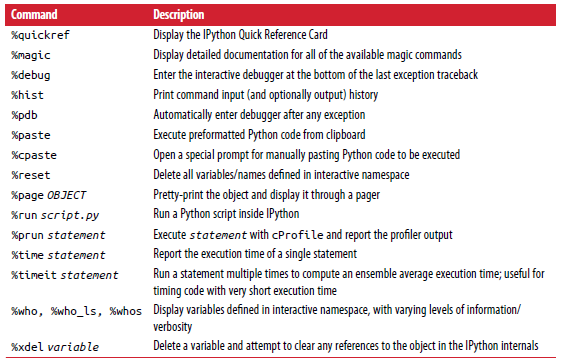 Command Description
%quickref Display the IPython Quick Reference Card
%magic Display detailed documentation for all of the available magic commands
%debug Enter the interactive debugger at the bottom of the last exception traceback
%hist Print command input (and optionally output) history
%pdb Automatically enter debugger after any exception
%paste Execute preformatted Python code from clipboard
%cpaste Open a special prompt for manually pasting Python code to be executed
%reset Delete all variables/names defined in interactive namespace
%page OBJECT Pretty-print the object and display it through a pager
%run script.py Run a Python script inside IPython
%prun statement Execute statement with cProfile and report the profiler output
%time statement Report the execution time of a single statement
%timeit statement Run a statement multiple times to compute an ensemble average execution time; useful for
timing code with very short execution time
%who, %who_ls, %whos Display variables defined in interactive namespace, with varying levels of information/
verbosity
%xdel variable Delete a variable and attempt to clear any references to the object in the IPython internals